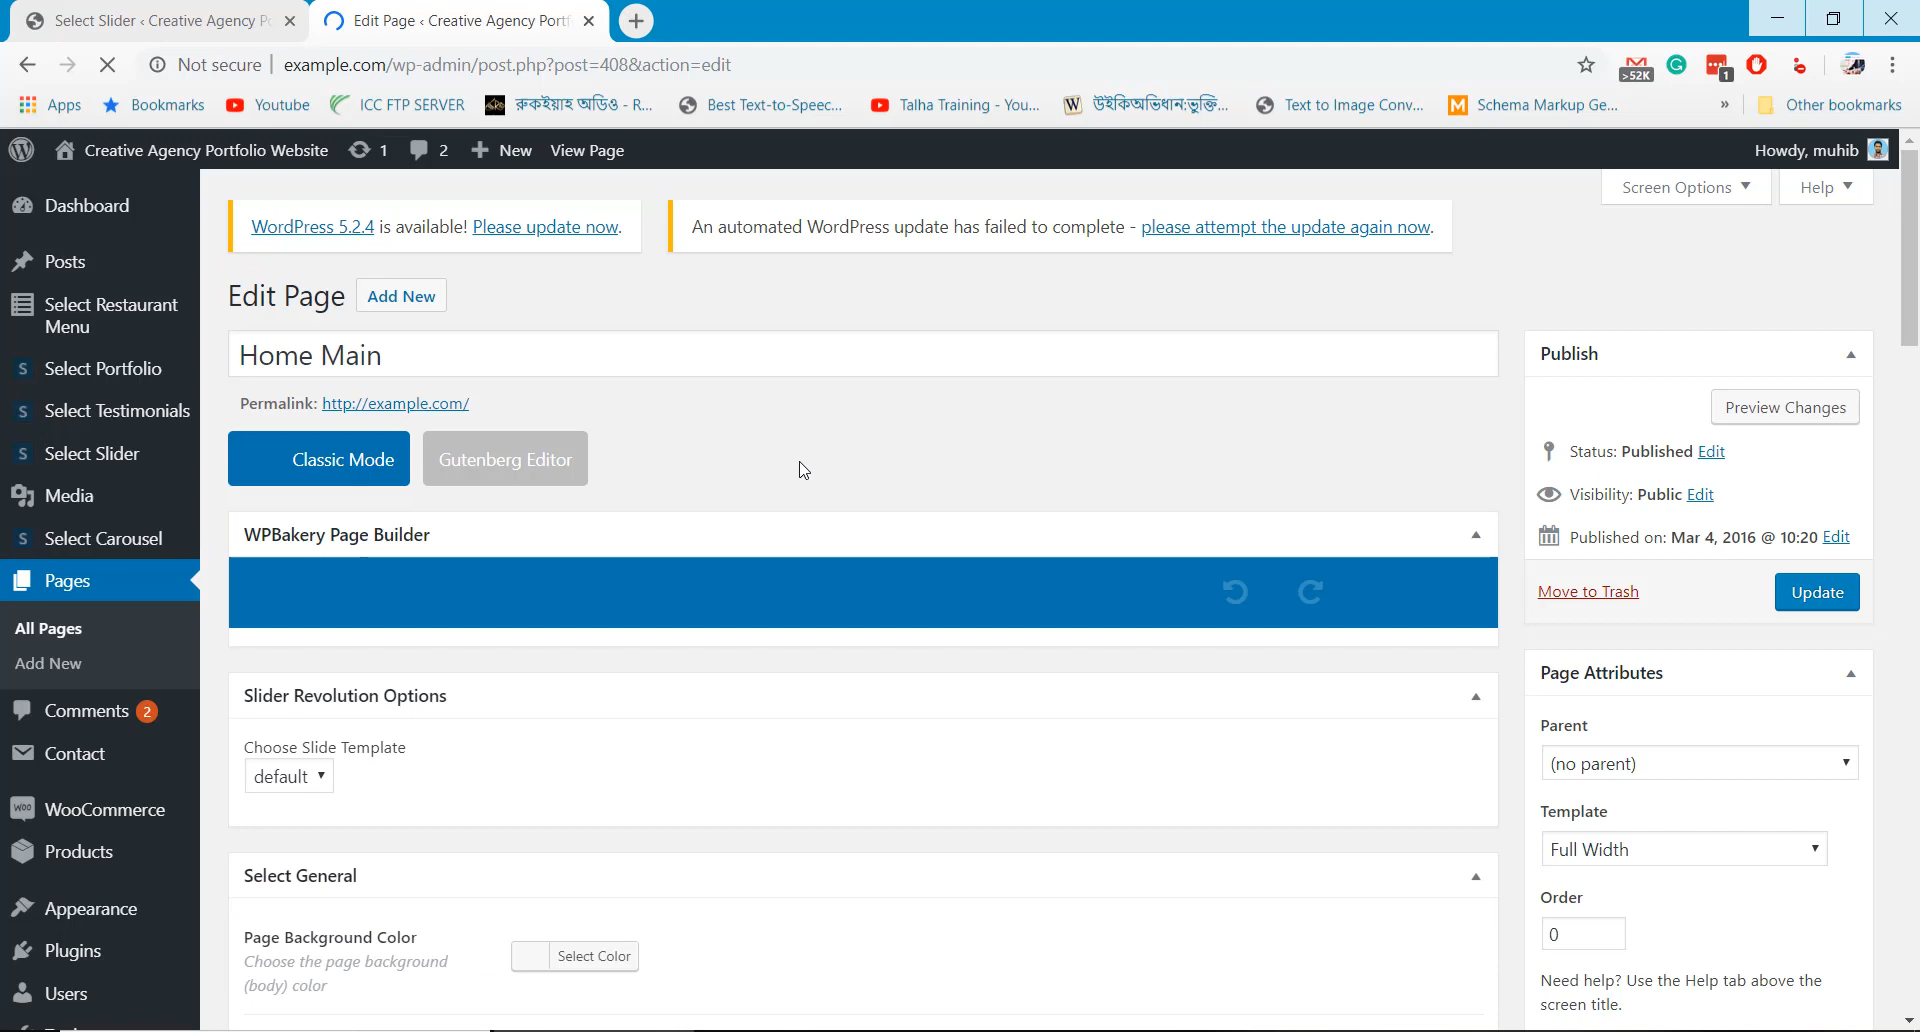 Select Slider ‹ Creative Agency Po
Edit Page ‹ Creative Agency Portf
Not secure
example.com/wp-admin/post.php?post=408&action=edit
>52K
1
Apps
Bookmarks
Youtube
ICC FTP SERVER
রুকইয়াহ অডিও - R...
Best Text-to-Speec...
Talha Training - You...
উইকিঅভিধান:ভুক্তি...
Text to Image Conv...
Schema Markup Ge...
»
Other bookmarks
Creative Agency Portfolio Website
1
2
New
View Page
Howdy, muhib
Screen Options
Help
WordPress 5.2.4 is available! Please update now.
An automated WordPress update has failed to complete - please attempt the update again now.
Dashboard
Posts
Select Restaurant
Menu
Select Portfolio
Select Testimonials
Select Slider
Media
Select Carousel
Pages
All Pages
Add New
Comments 2
Contact
WooCommerce
Products
Appearance
Plugins
Users
Edit Page
Add New
Home Main
Permalink: http://example.com/
Classic Mode
Gutenberg Editor
WPBakery Page Builder
Slider Revolution Options
Choose Slide Template
default
Select General
Page Background Color
Choose the page background
(body) color
Select Color
Publish
Preview Changes
Status: Published Edit
Visibility: Public Edit
Published on: Mar 4, 2016 @ 10:20 Edit
Move to Trash
Update
Page Attributes
Parent
(no parent)
Template
Full Width
Order
0
Need help? Use the Help tab above the
screen title.